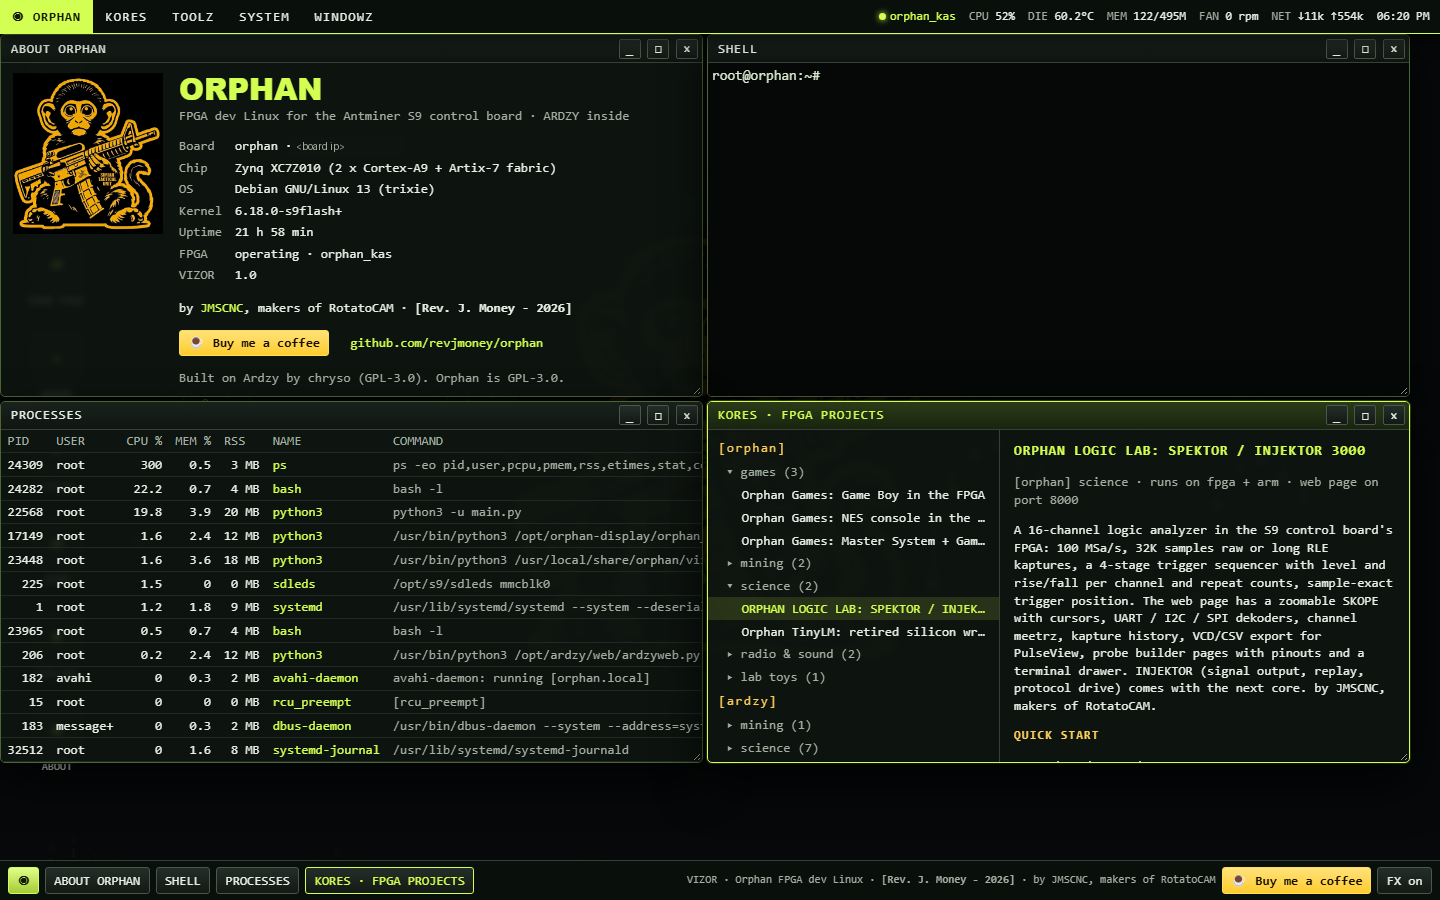 ORPHAN KORES TOOLZ SYSTEM WINDOWZ orphan_kas CPU 52% DIE 60.2°C MEM 122/495M FAN 0 rpm NET ↓11k ↑554k 06:20 PM
ABOUT ORPHAN _ □ x
ORPHAN
FPGA dev Linux for the Antminer S9 control board · ARDZY inside
Board orphan · <board ip>
Chip Zynq XC7Z010 (2 x Cortex-A9 + Artix-7 fabric)
OS Debian GNU/Linux 13 (trixie)
Kernel 6.18.0-s9flash+
Uptime 21 h 58 min
FPGA operating · orphan_kas
VIZOR 1.0
by JMSCNC, makers of RotatoCAM · [Rev. J. Money - 2026]
Buy me a coffee github.com/revjmoney/orphan
Built on Ardzy by chryso (GPL-3.0). Orphan is GPL-3.0.
SHELL _ □ x
root@orphan:~#
PROCESSES _ □ x
PID USER CPU % MEM % RSS NAME COMMAND
24309 root 300 0.5 3 MB ps ps -eo pid,user,pcpu,pmem,rss,etimes,stat,c
24282 root 22.2 0.7 4 MB bash bash -l
22568 root 19.8 3.9 20 MB python3 python3 -u main.py
17149 root 1.6 2.4 12 MB python3 /usr/bin/python3 /opt/orphan-display/orphan_
23448 root 1.6 3.6 18 MB python3 /usr/bin/python3 /usr/local/share/orphan/vi
225 root 1.5 0 0 MB sdleds /opt/s9/sdleds mmcblk0
1 root 1.2 1.8 9 MB systemd /usr/lib/systemd/systemd --system --deseria
23965 root 0.5 0.7 4 MB bash bash -l
206 root 0.2 2.4 12 MB python3 /usr/bin/python3 /opt/ardzy/web/ardzyweb.py
182 avahi 0 0.3 2 MB avahi-daemon avahi-daemon: running [orphan.local]
15 root 0 0 0 MB rcu_preempt [rcu_preempt]
183 message+ 0 0.3 2 MB dbus-daemon /usr/bin/dbus-daemon --system --address=sys
32512 root 0 1.6 8 MB systemd-journal /usr/lib/systemd/systemd-journald
KORES · FPGA PROJECTS _ □ x
[orphan]
▾ games (3)
Orphan Games: Game Boy in the FPGA
Orphan Games: NES console in the …
Orphan Games: Master System + Gam…
▸ mining (2)
▾ science (2)
ORPHAN LOGIC LAB: SPEKTOR / INJEK…
Orphan TinyLM: retired silicon wr…
▸ radio & sound (2)
▸ lab toys (1)
[ardzy]
▸ mining (1)
▸ science (7)
ORPHAN LOGIC LAB: SPEKTOR / INJEKTOR 3000
[orphan] science · runs on fpga + arm · web page on
port 8000
A 16-channel logic analyzer in the S9 control board's
FPGA: 100 MSa/s, 32K samples raw or long RLE
kaptures, a 4-stage trigger sequencer with level and
rise/fall per channel and repeat counts, sample-exact
trigger position. The web page has a zoomable SKOPE
with cursors, UART / I2C / SPI dekoders, channel
meetrz, kapture history, VCD/CSV export for
PulseView, probe builder pages with pinouts and a
terminal drawer. INJEKTOR (signal output, replay,
protocol drive) comes with the next core. by JMSCNC,
makers of RotatoCAM.
QUICK START
ABOUT
ABOUT ORPHAN SHELL PROCESSES KORES · FPGA PROJECTS VIZOR · Orphan FPGA dev Linux · [Rev. J. Money - 2026] · by JMSCNC, makers of RotatoCAM Buy me a coffee FX on